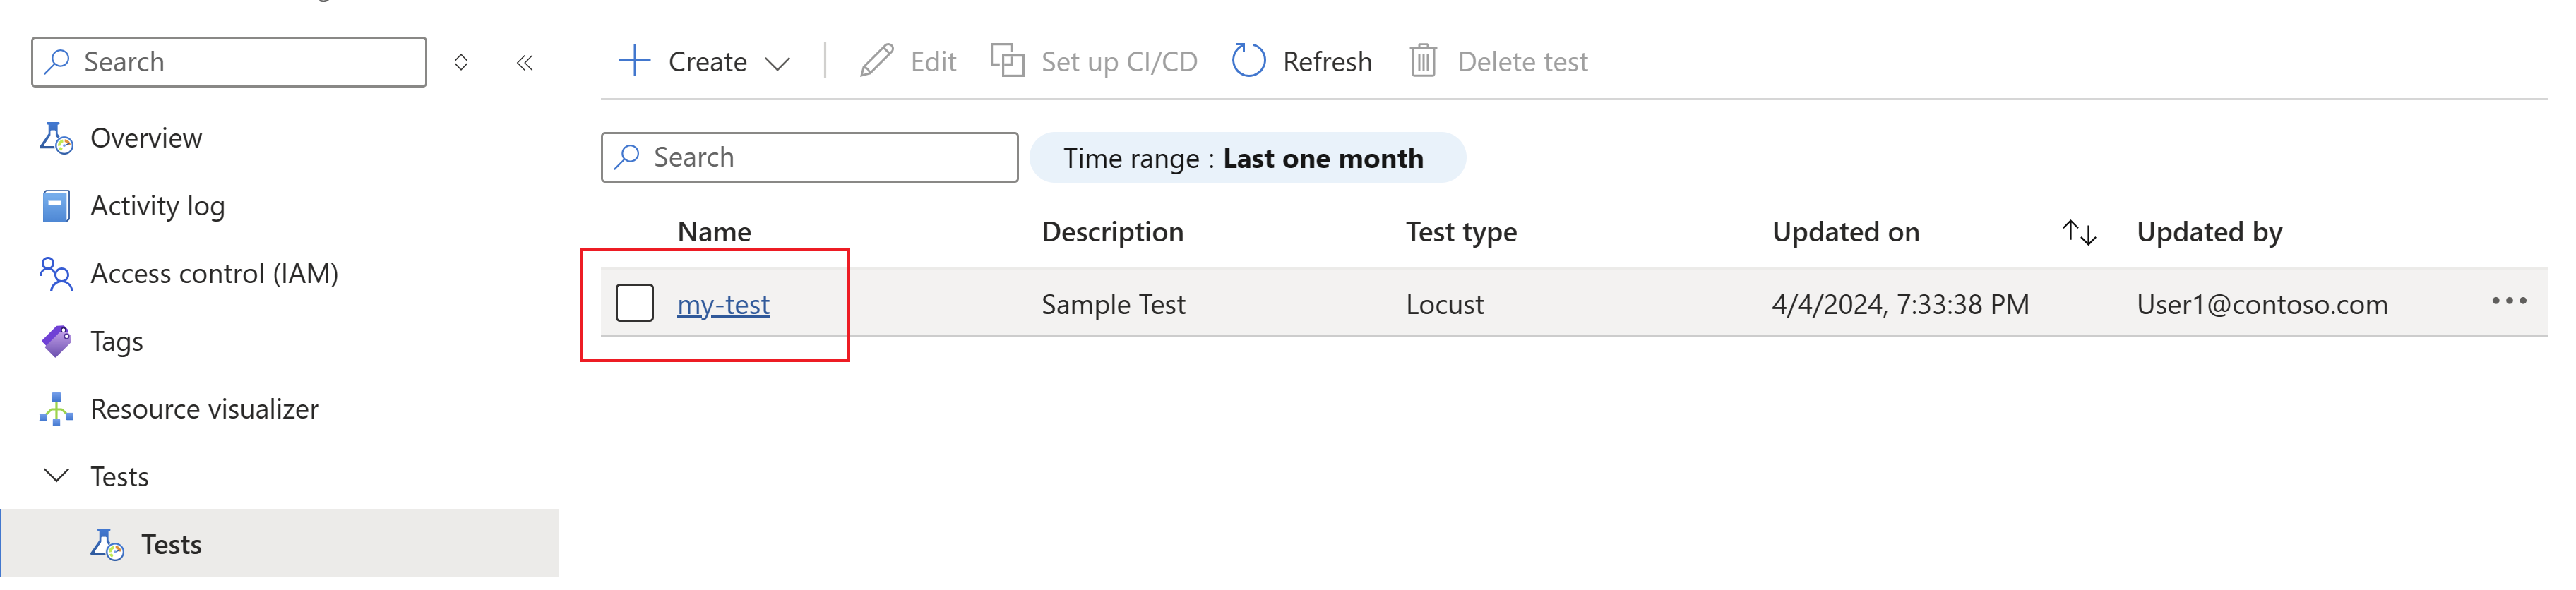 Search
Overview
Activity log
Access control (IAM)
Tags
Resource visualizer
Tests
Tests
Create Edit Set up CI/CD Refresh Delete test
Search Time range : Last one month
Name Description Test type Updated on Updated by
my-test Sample Test Locust 4/4/2024, 7:33:38 PM User1@contoso.com